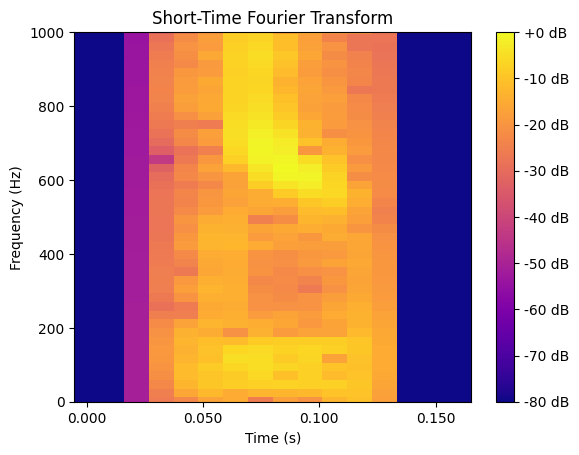 Short-Time Fourier Transform
1000
800
600
400
200
0
Frequency (Hz)
0.000
0.050
0.100
0.150
Time (s)
+0 dB
-10 dB
-20 dB
-30 dB
-40 dB
-50 dB
-60 dB
-70 dB
-80 dB